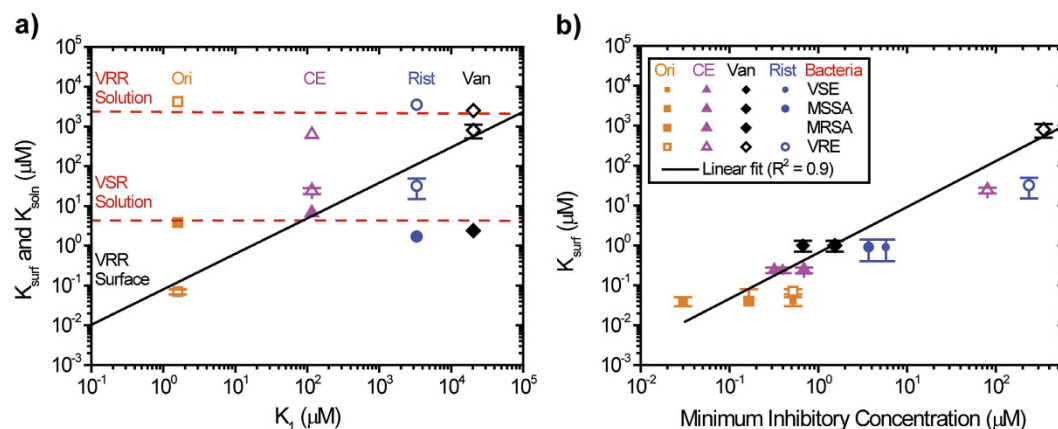 a)
K_surf and K_soln (µM)
10^5
10^4
10^3
10^2
10^1
10^0
10^-1
10^-2
10^-3
VRR Solution
VSR Solution
VRR Surface
Ori CE Rist Van
10^-1 10^0 10^1 10^2 10^3 10^4 10^5
K_1 (µM)
b)
K_surf (µM)
10^5
10^4
10^3
10^2
10^1
10^0
10^-1
10^-2
10^-3
Ori CE Van Rist Bacteria
VSE
MSSA
MRSA
VRE
Linear fit (R^2 = 0.9)
10^-2 10^-1 10^0 10^1 10^2
Minimum Inhibitory Concentration (µM)